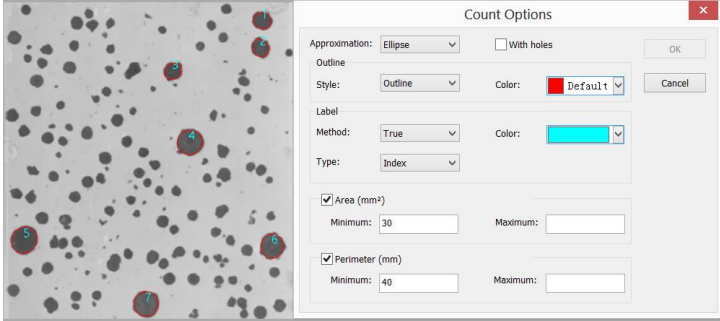 1
2
3
4
5
6
7
Count Options
×
Approximation: Ellipse With holes OK
Outline
Style: Outline Color: Default Cancel
Label
Method: True Color:
Type: Index
Area (mm²)
Minimum: 30 Maximum:
Perimeter (mm)
Minimum: 40 Maximum: